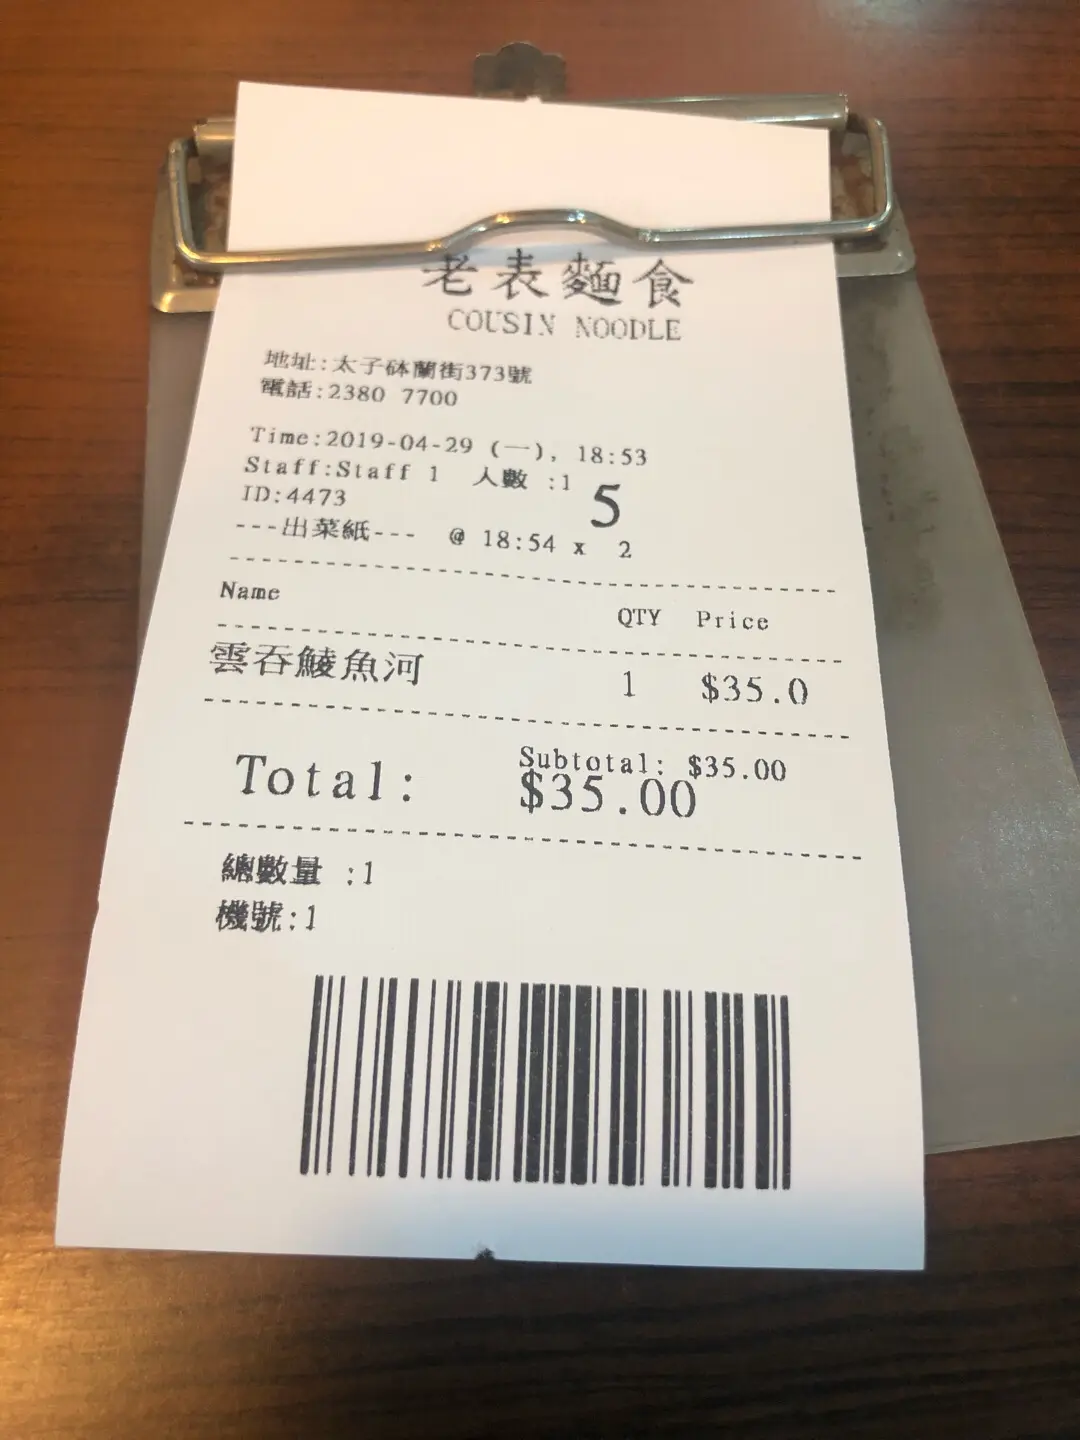 老表麵食
COUSIN NOODLE
地址:太子砵蘭街373號
電話:2380 7700
Time:2019-04-29 (一), 18:53
Staff:Staff 1 人數 :1
ID:4473 5
---出菜紙--- @ 18:54 x 2
Name QTY Price
雲吞鯪魚河 1 $35.0
Subtotal: $35.00
Total: $35.00
總數量 :1
機號:1